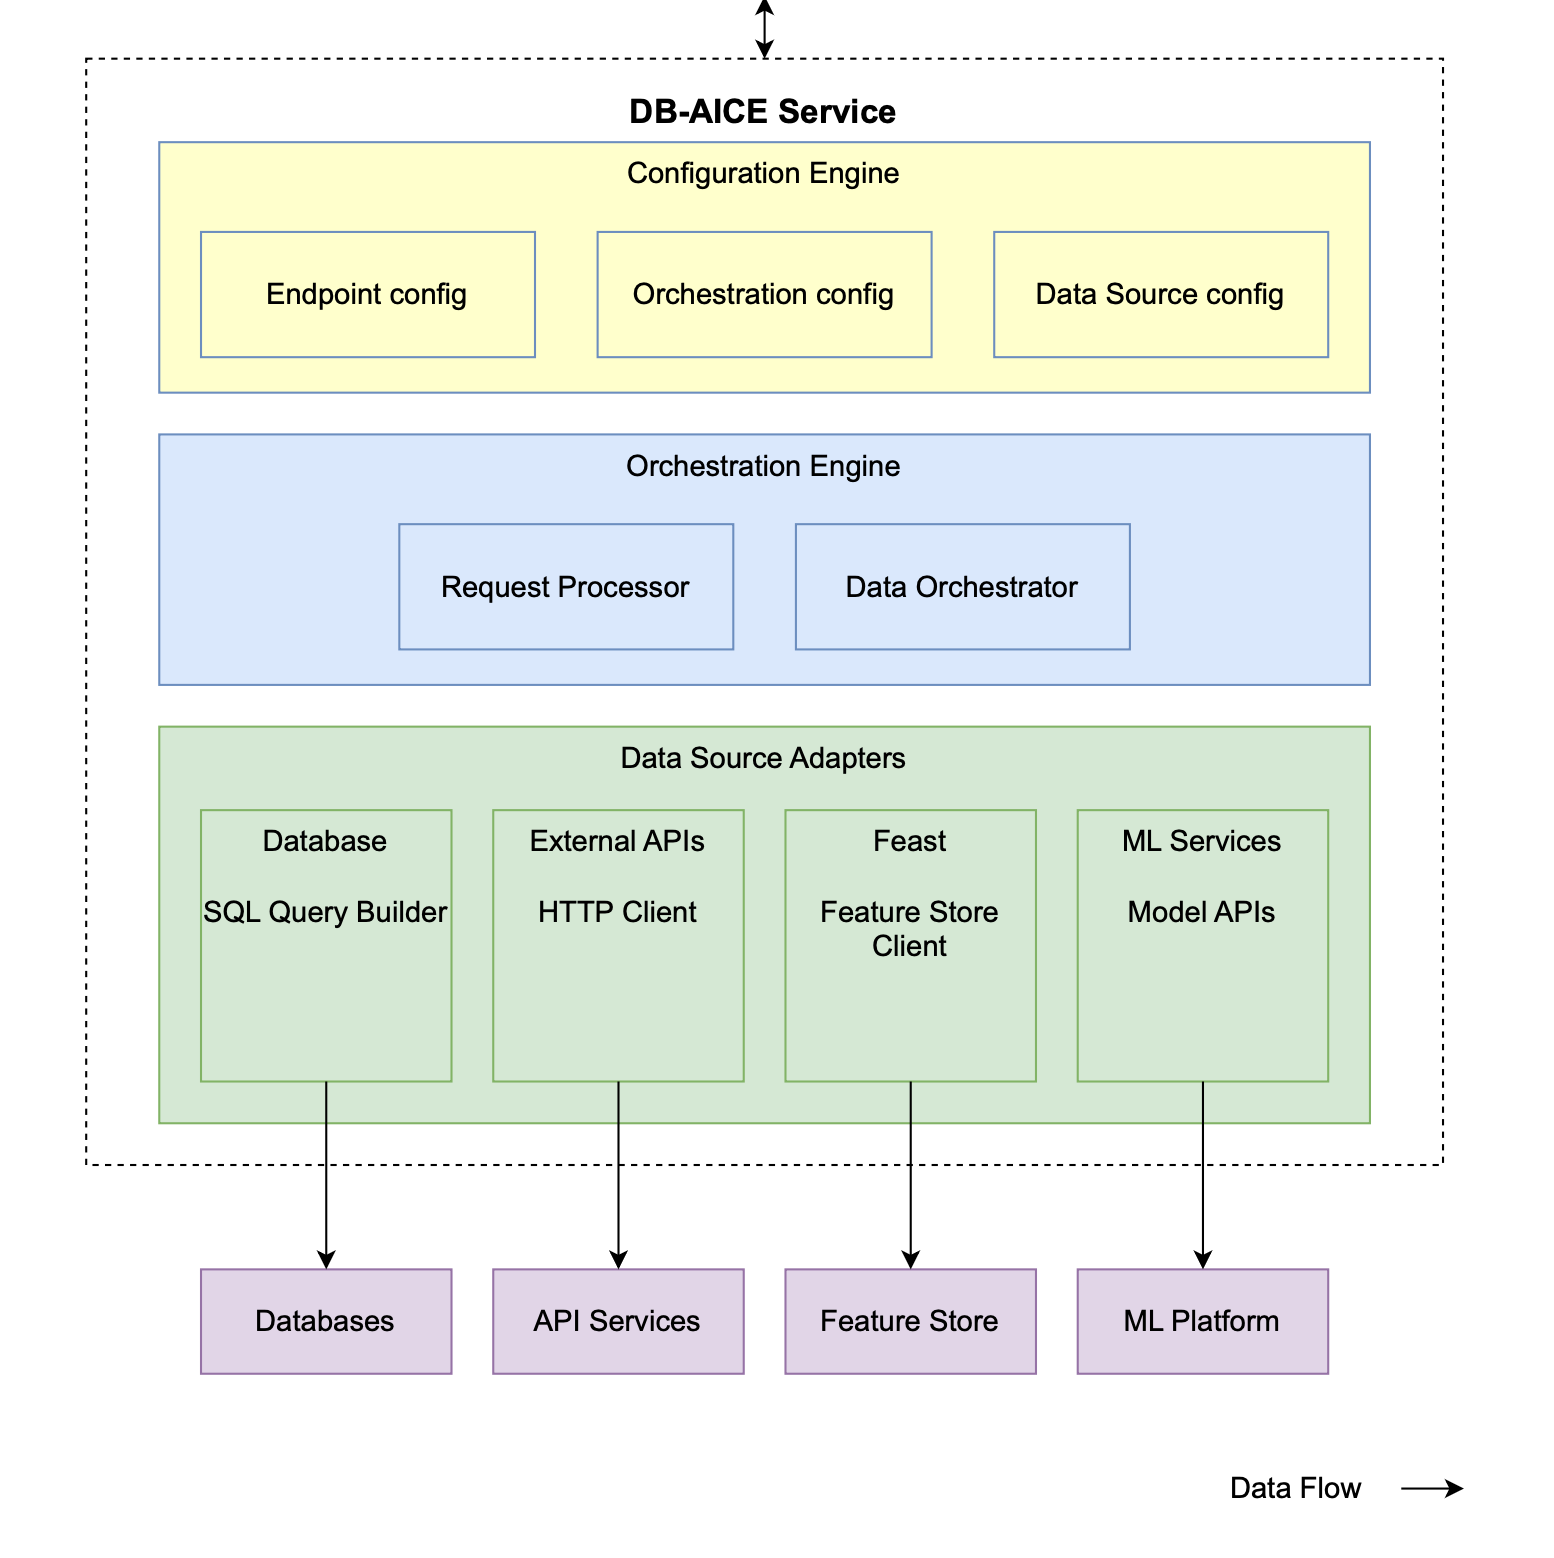 DB-AICE Service
Configuration Engine
Endpoint config
Orchestration config
Data Source config
Orchestration Engine
Request Processor
Data Orchestrator
Data Source Adapters
Database
SQL Query Builder
External APIs
HTTP Client
Feast
Feature Store
Client
ML Services
Model APIs
Databases
API Services
Feature Store
ML Platform
Data Flow